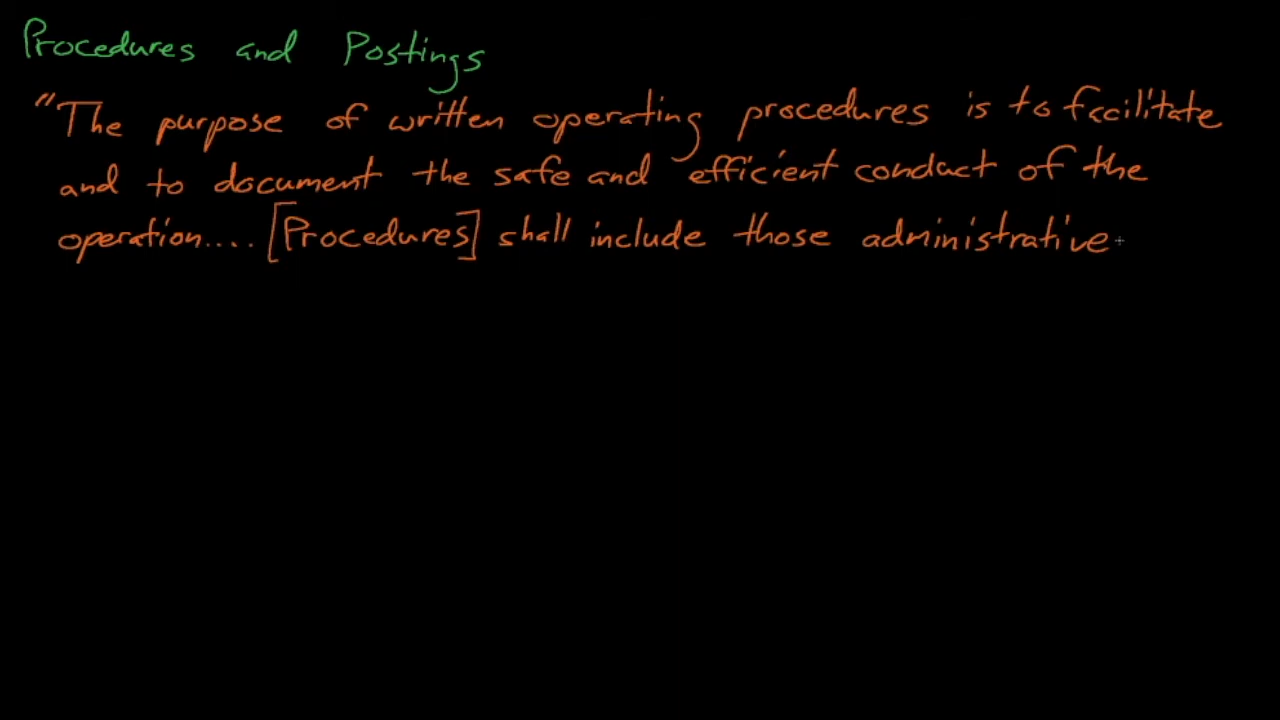 Procedures and Postings
"The purpose of written operating procedures is to facilitate
and to document the safe and efficient conduct of the
operation.... [Procedures] shall include those administrative